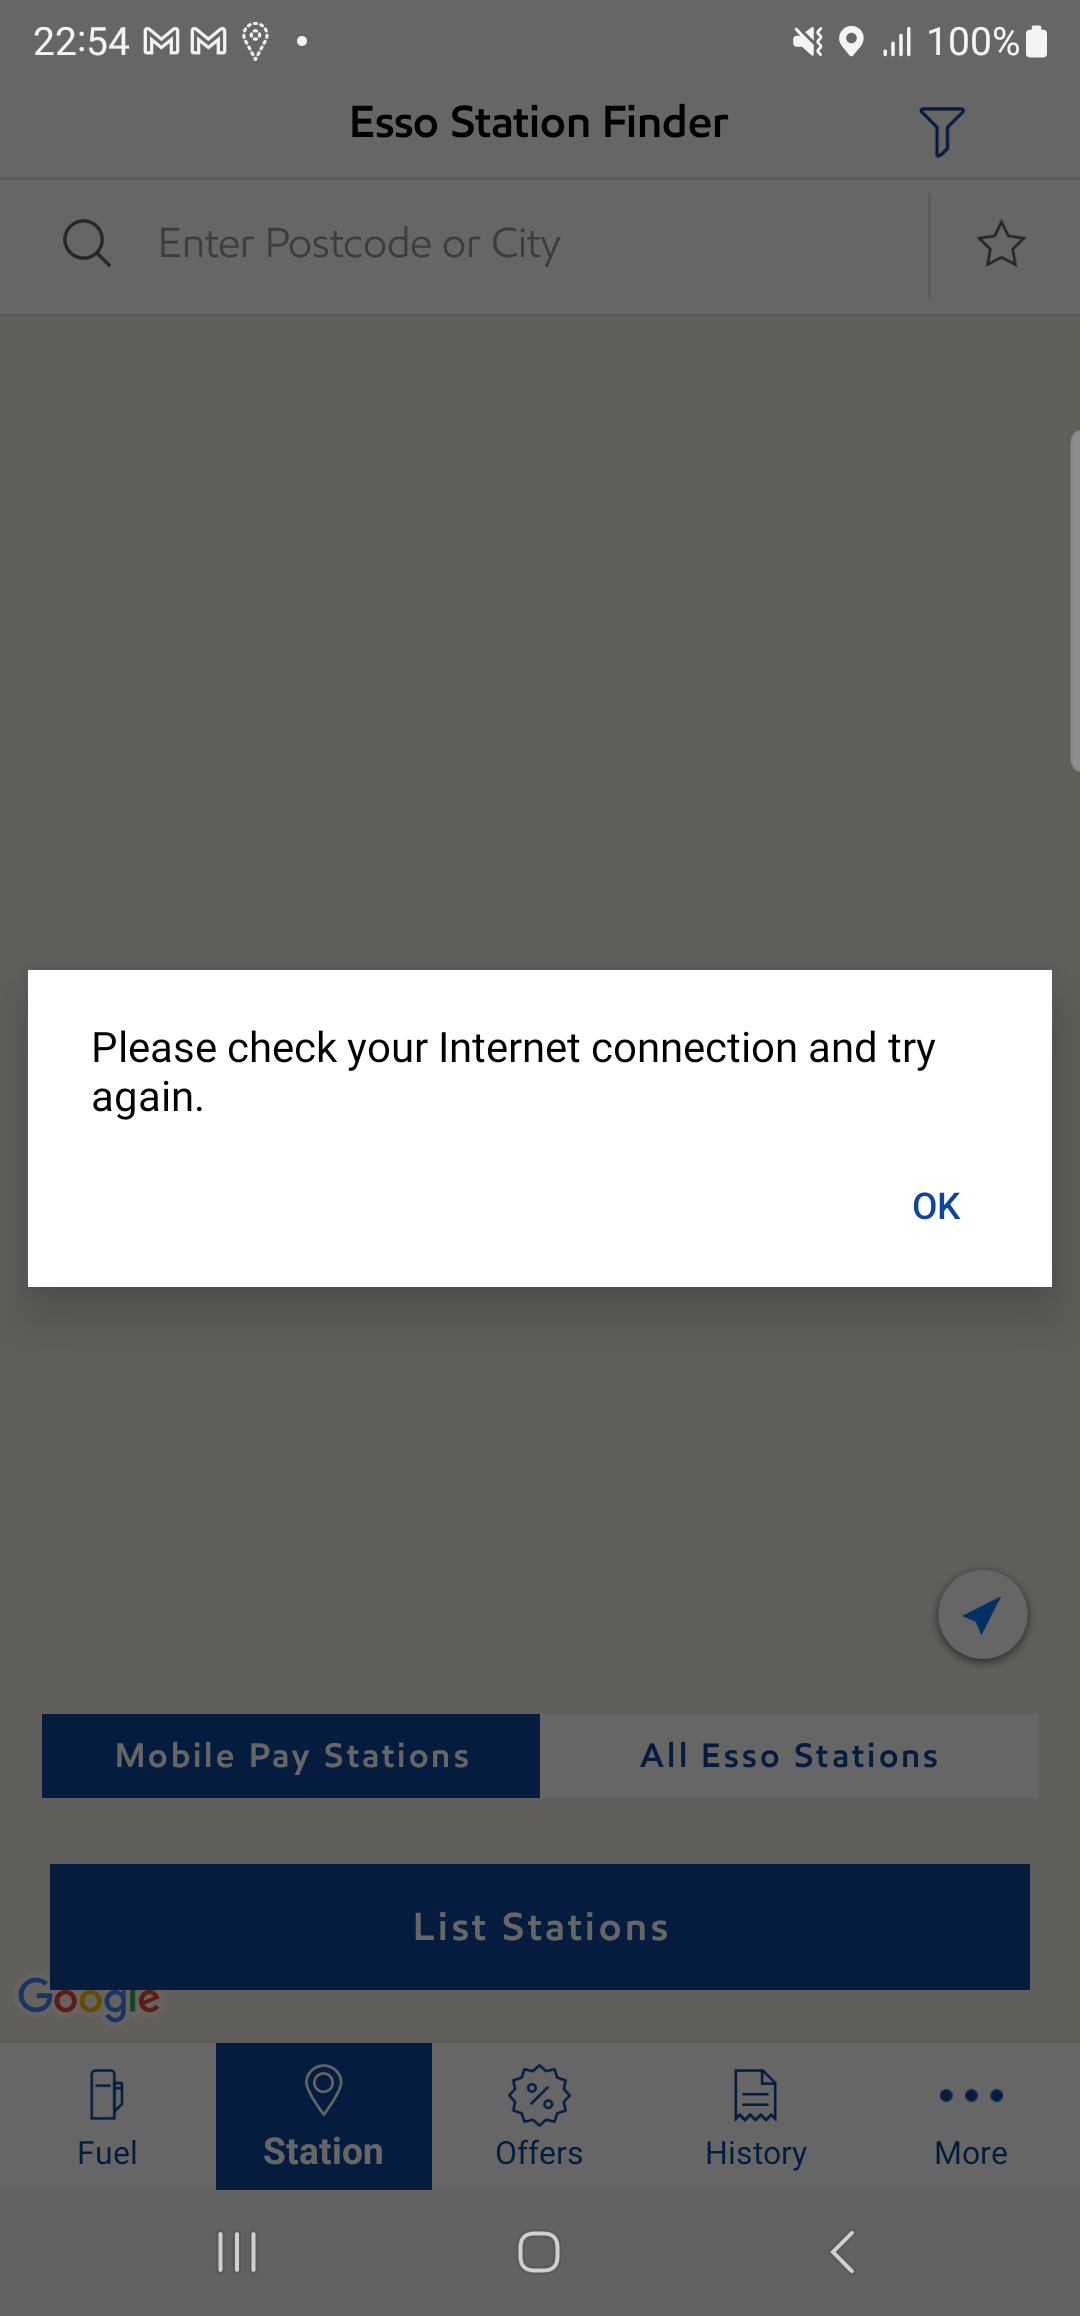 22:54
100%
Esso Station Finder
Enter Postcode or City
Please check your Internet connection and try
again.
OK
Mobile Pay Stations
All Esso Stations
List Stations
Google
Fuel
Station
Offers
History
More